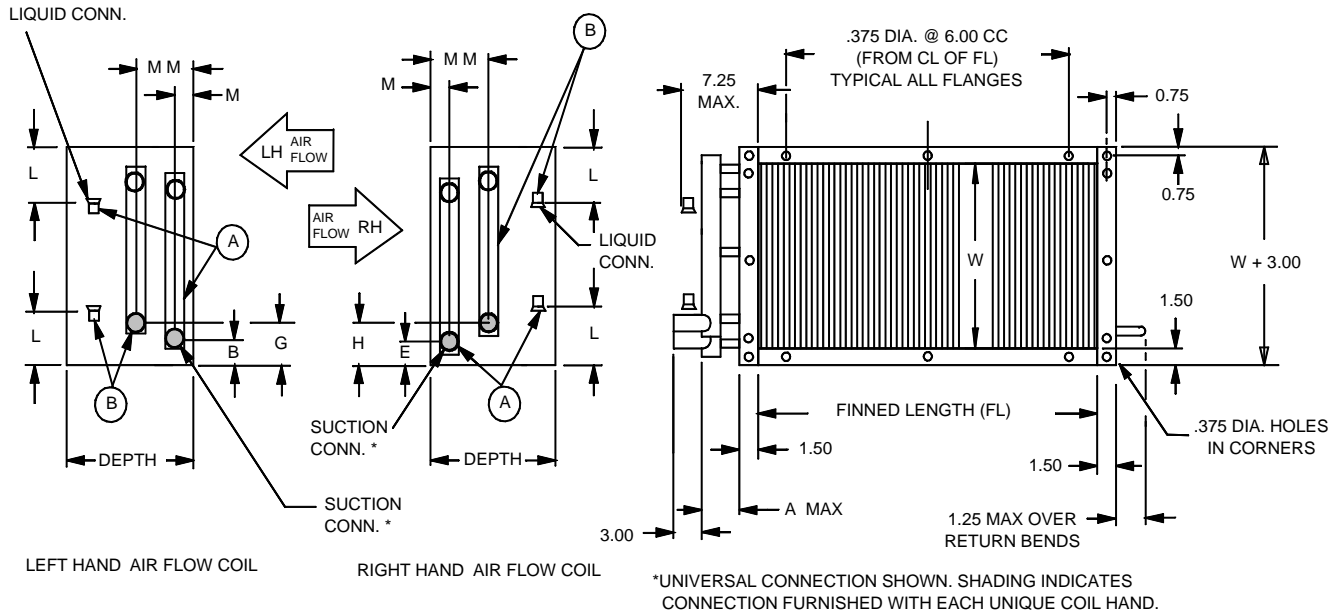 LIQUID CONN.
M M
M
L
L
LH
AIR
FLOW
A
B
B
G
DEPTH
SUCTION
CONN. *
LEFT HAND AIR FLOW COIL
B
M M
M
AIR
FLOW
RH
L
LIQUID
CONN.
L
H
E
A
SUCTION
CONN. *
DEPTH
RIGHT HAND AIR FLOW COIL
.375 DIA. @ 6.00 CC
(FROM CL OF FL)
TYPICAL ALL FLANGES
7.25
MAX.
0.75
0.75
W
W + 3.00
1.50
FINNED LENGTH (FL)
.375 DIA. HOLES
IN CORNERS
1.50
1.50
A MAX
3.00
1.25 MAX OVER
RETURN BENDS
*UNIVERSAL CONNECTION SHOWN. SHADING INDICATES
CONNECTION FURNISHED WITH EACH UNIQUE COIL HAND.